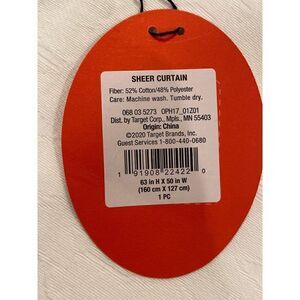 SHEER CURTAIN
Fiber: 52% Cotton/48% Polyester
Care: Machine wash. Tumble dry.
068 03 5273 OPH17_01Z01
Dist. by Target Corp., Mpls., MN 55403
Origin: China
©2020 Target Brands, Inc.
Guest Services 1-800-440-0680
1 91908 22422 0
63 in H X 50 in W
(160 cm X 127 cm)
1 PC